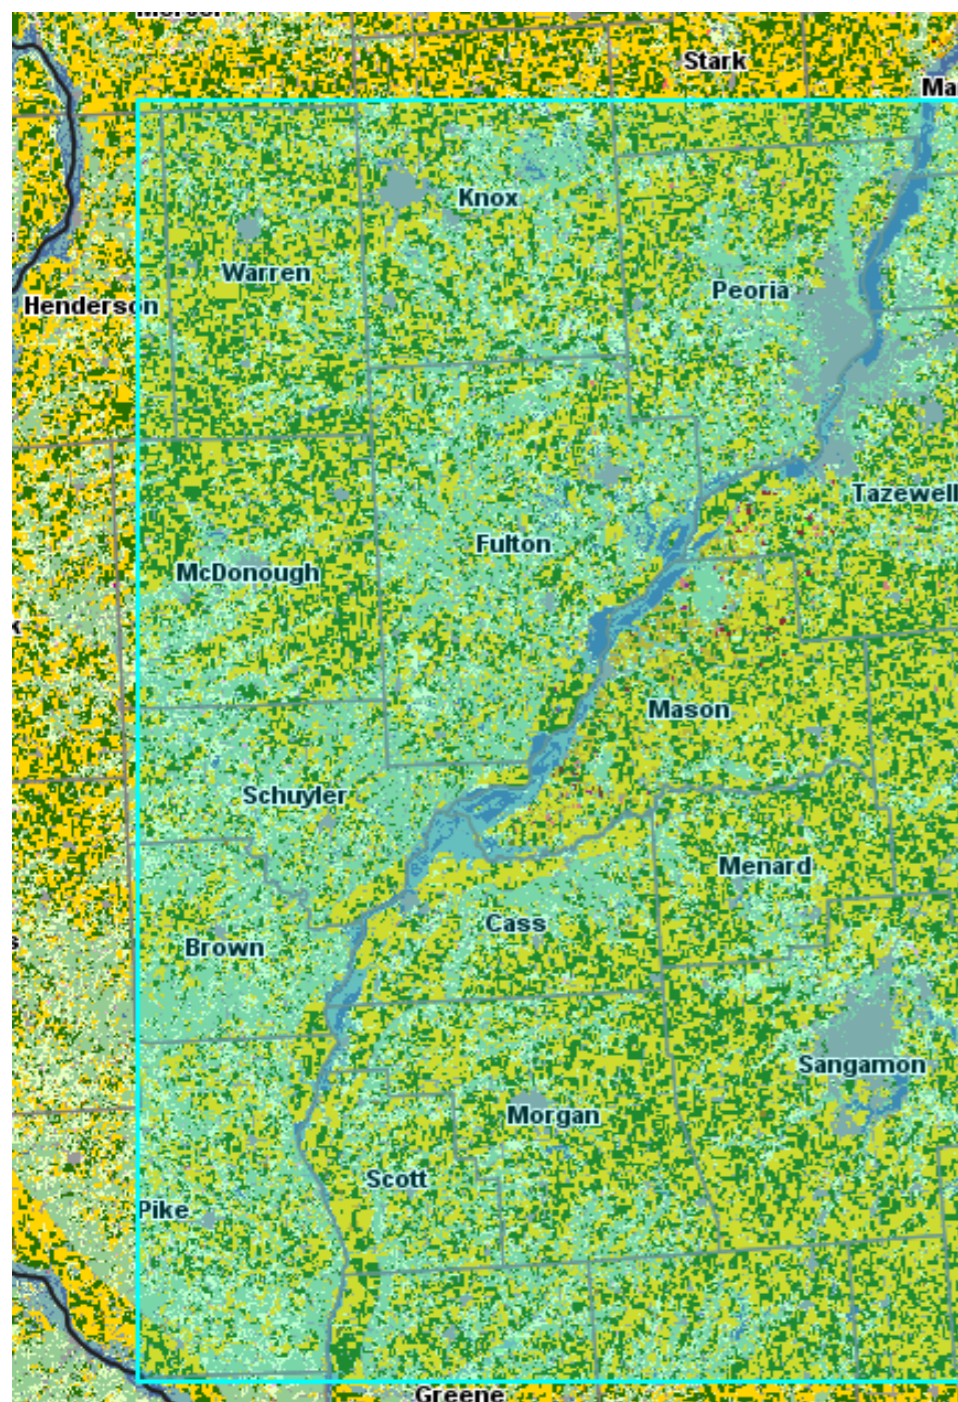 Stark
Knox
Warren
Peoria
Henderson
Tazewell
Fulton
McDonough
Mason
Schuyler
Menard
Cass
Brown
Sangamon
Morgan
Scott
Pike
Greene